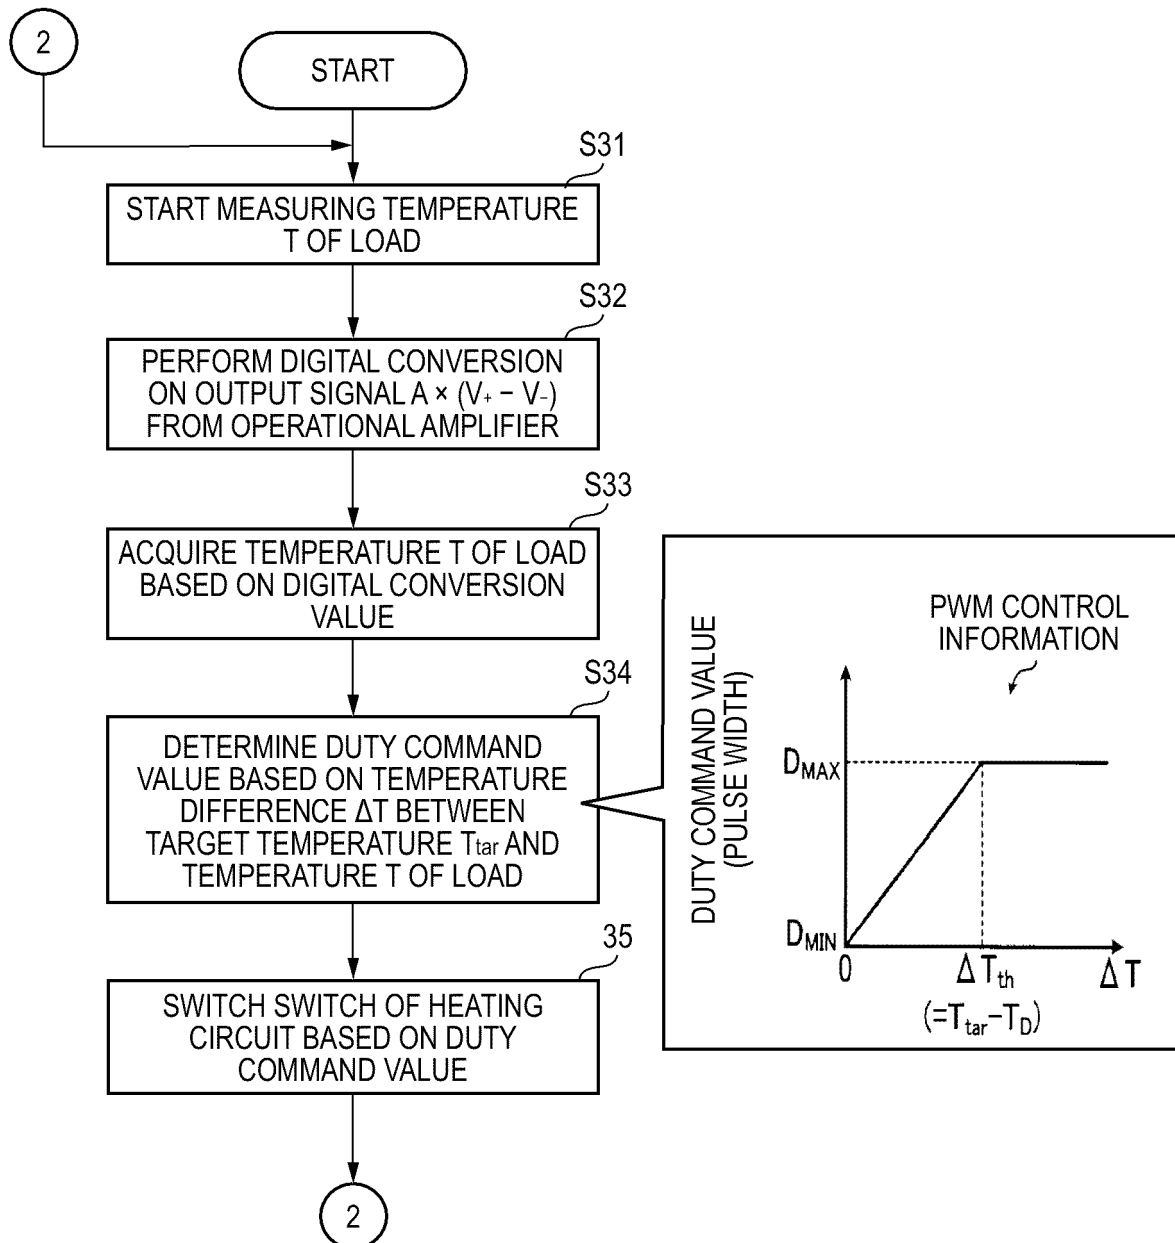 2
START
S31
START MEASURING TEMPERATURE
T OF LOAD
S32
PERFORM DIGITAL CONVERSION
ON OUTPUT SIGNAL A × (V₊ − V₋)
FROM OPERATIONAL AMPLIFIER
S33
ACQUIRE TEMPERATURE T OF LOAD
BASED ON DIGITAL CONVERSION
VALUE
S34
DETERMINE DUTY COMMAND
VALUE BASED ON TEMPERATURE
DIFFERENCE ΔT BETWEEN
TARGET TEMPERATURE Ttar AND
TEMPERATURE T OF LOAD
35
SWITCH SWITCH OF HEATING
CIRCUIT BASED ON DUTY
COMMAND VALUE
2
DUTY COMMAND VALUE
(PULSE WIDTH)
PWM CONTROL
INFORMATION
DMAX
DMIN
0
ΔTth
ΔT
(=Ttar−TD)